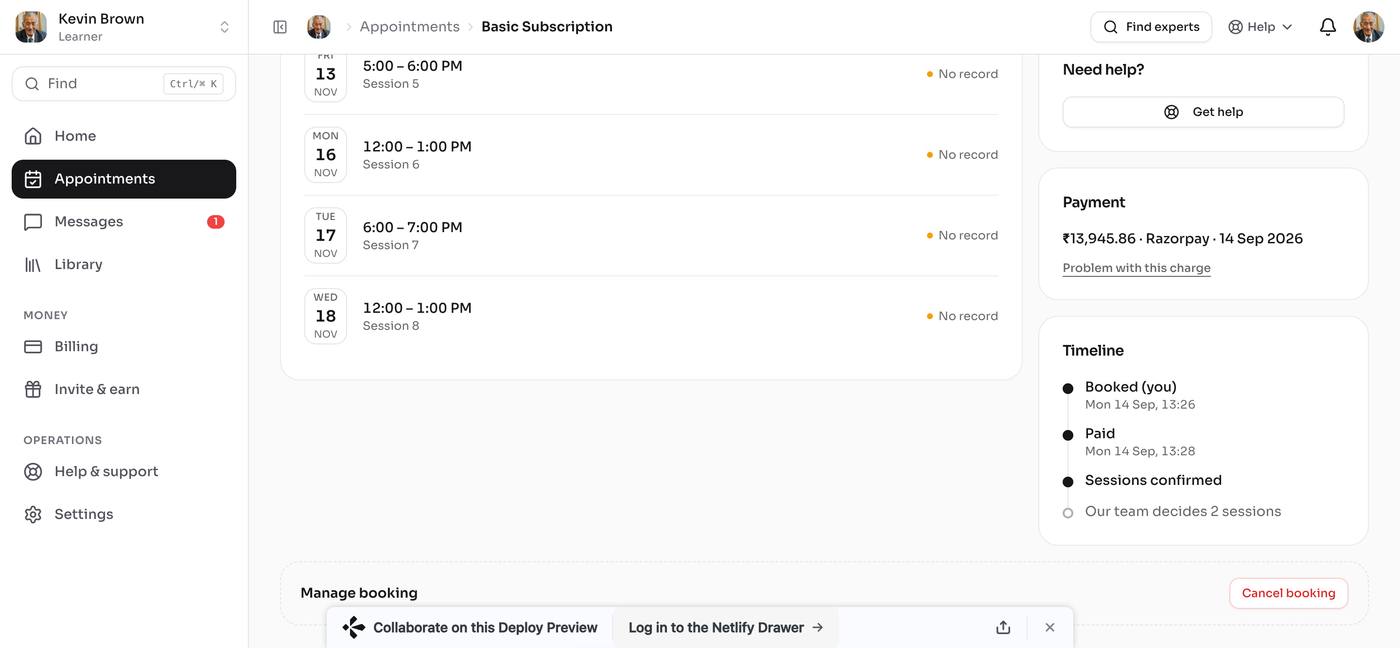 Kevin Brown
Learner
Appointments
Basic Subscription
Find experts
Help
Find
Ctrl/⌘ K
Home
Appointments
Messages
1
Library
MONEY
Billing
Invite & earn
OPERATIONS
Help & support
Settings
FRI
13
NOV
5:00 – 6:00 PM
Session 5
No record
MON
16
NOV
12:00 – 1:00 PM
Session 6
No record
TUE
17
NOV
6:00 – 7:00 PM
Session 7
No record
WED
18
NOV
12:00 – 1:00 PM
Session 8
No record
Need help?
Get help
Payment
₹13,945.86 · Razorpay · 14 Sep 2026
Problem with this charge
Timeline
Booked (you)
Mon 14 Sep, 13:26
Paid
Mon 14 Sep, 13:28
Sessions confirmed
Our team decides 2 sessions
Manage booking
Cancel booking
Collaborate on this Deploy Preview
Log in to the Netlify Drawer →